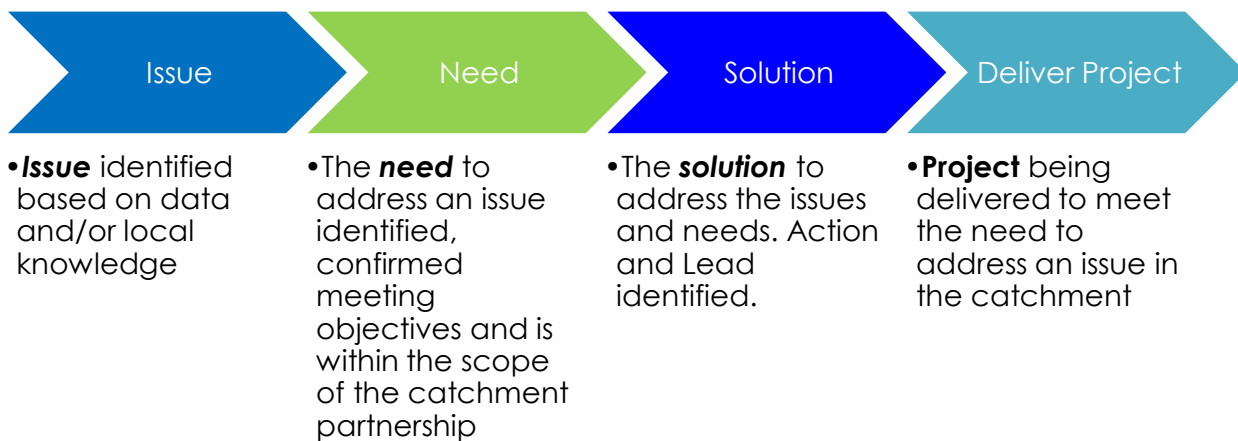 Issue
Need
Solution
Deliver Project
•Issue identified
based on data
and/or local
knowledge
•The need to
address an issue
identified,
confirmed
meeting
objectives and is
within the scope
of the catchment
partnership
•The solution to
address the issues
and needs. Action
and Lead
identified.
•Project being
delivered to meet
the need to
address an issue in
the catchment